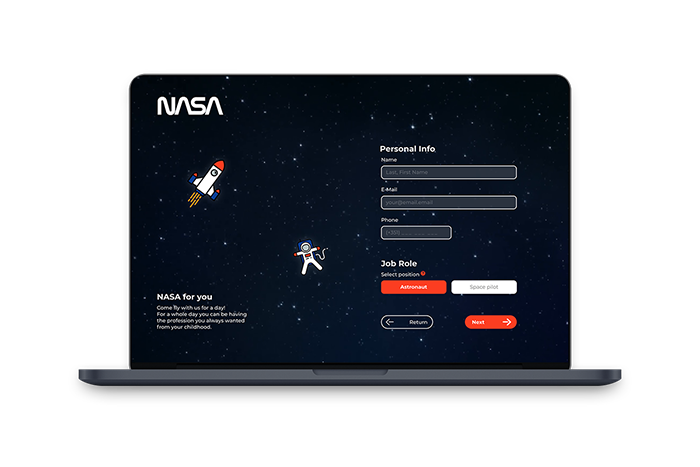 NASA
NASA for you
Come fly with us for a day!
For a whole day you can be having
the profession you always wanted
from your childhood.
Personal Info
Name
Last, First Name
E-Mail
your@email.email
Phone
Job Role
Select position ?
Astronaut
Space pilot
Return
Next